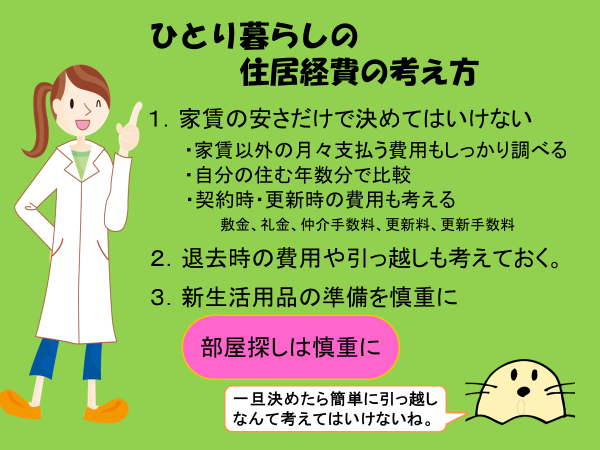 ひとり暮らしの
住居経費の考え方
１．家賃の安さだけで決めてはいけない
・家賃以外の月々支払う費用もしっかり調べる
・自分の住む年数分で比較
・契約時・更新時の費用も考える
敷金、礼金、仲介手数料、更新料、更新手数料
２．退去時の費用や引っ越しも考えておく。
３．新生活用品の準備を慎重に
部屋探しは慎重に
一旦決めたら簡単に引っ越し
なんて考えてはいけないね。